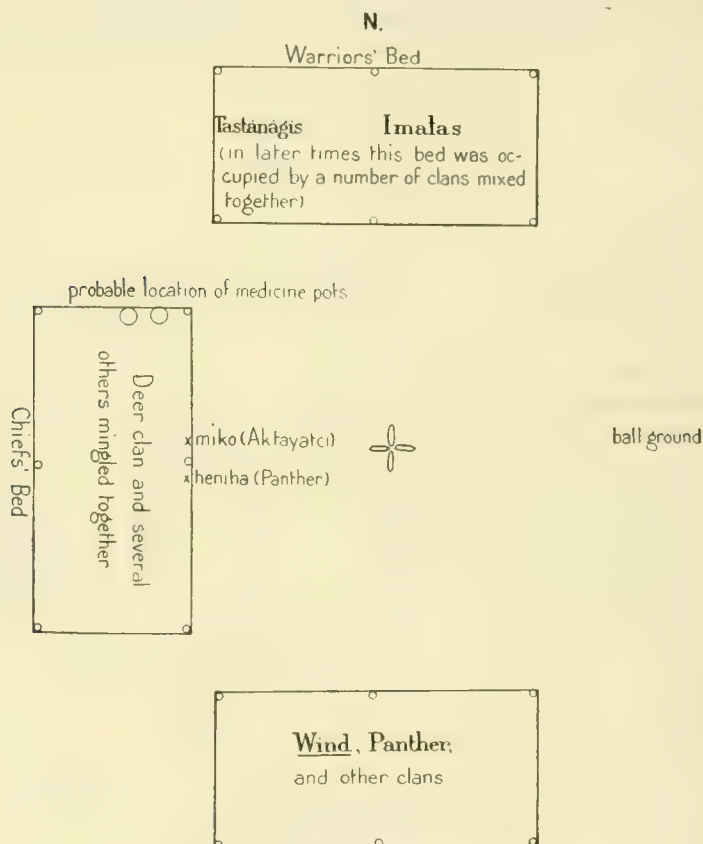 N.
Warriors' Bed
Tastanagis Imałas
(in later times this bed was oc-
cupied by a number of clans mixed
together)
probable location of medicine pots
Chiefs' Bed
Deer clan and several
others mingled together
miko (Aktayatci)
heniha (Panther)
ball ground
Wind, Panther,
and other clans